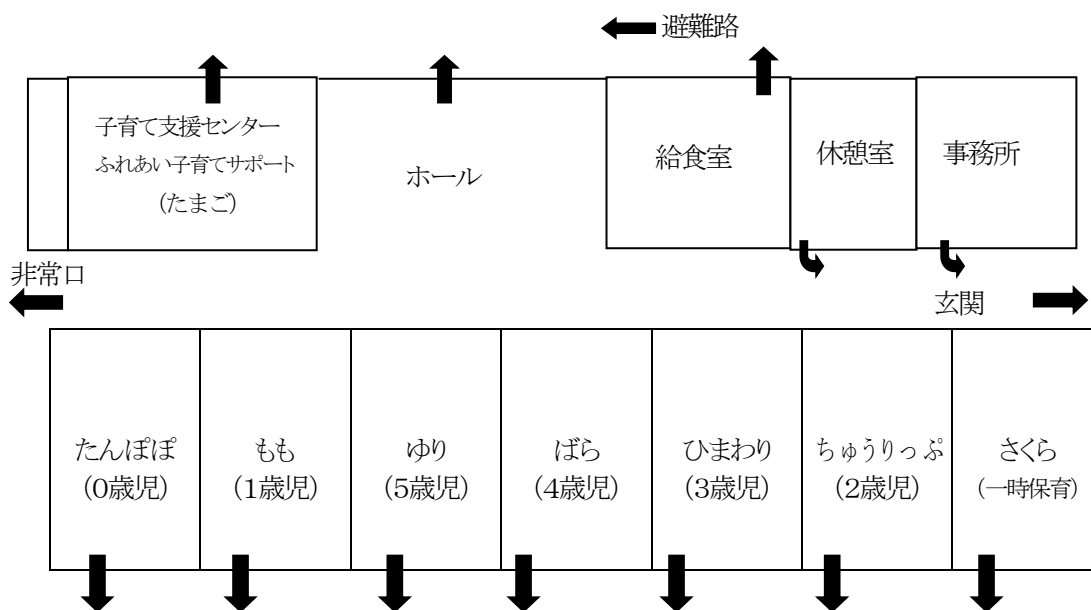 避難路
子育て支援センター
ふれあい子育てサポート
(たまご)
ホール
給食室
休憩室
事務所
非常口
玄関
たんぽぽ
(0歳児)
もも
(1歳児)
ゆり
(5歳児)
ばら
(4歳児)
ひまわり
(3歳児)
ちゅうりっぷ
(2歳児)
さくら
(一時保育)